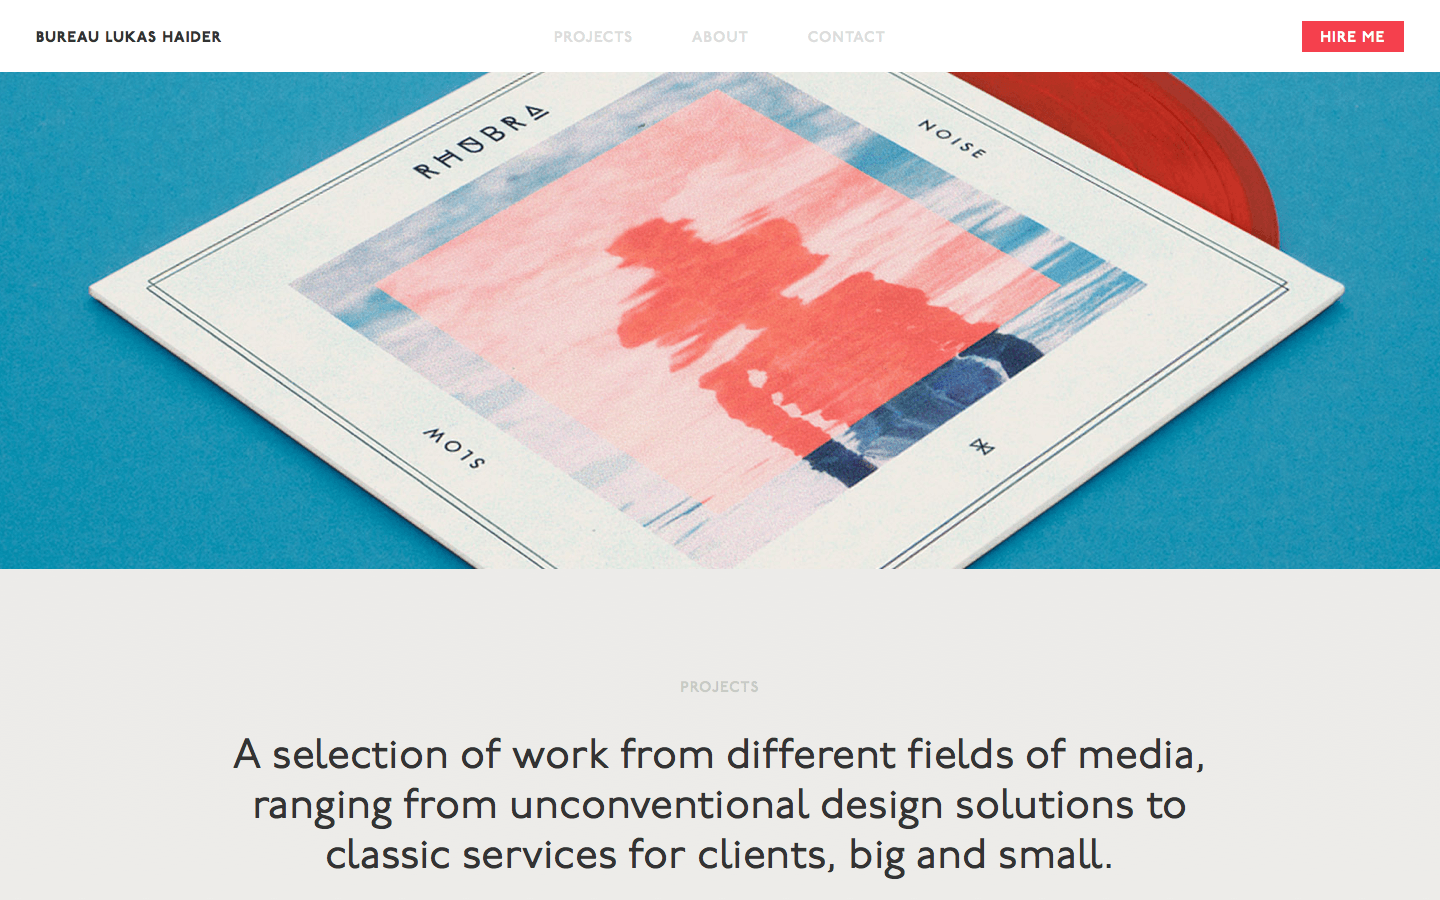 BUREAU LUKAS HAIDER
PROJECTS
ABOUT
CONTACT
HIRE ME
RHUBRA
NOISE
SLOW
PROJECTS
A selection of work from different fields of media,
ranging from unconventional design solutions to
classic services for clients, big and small.